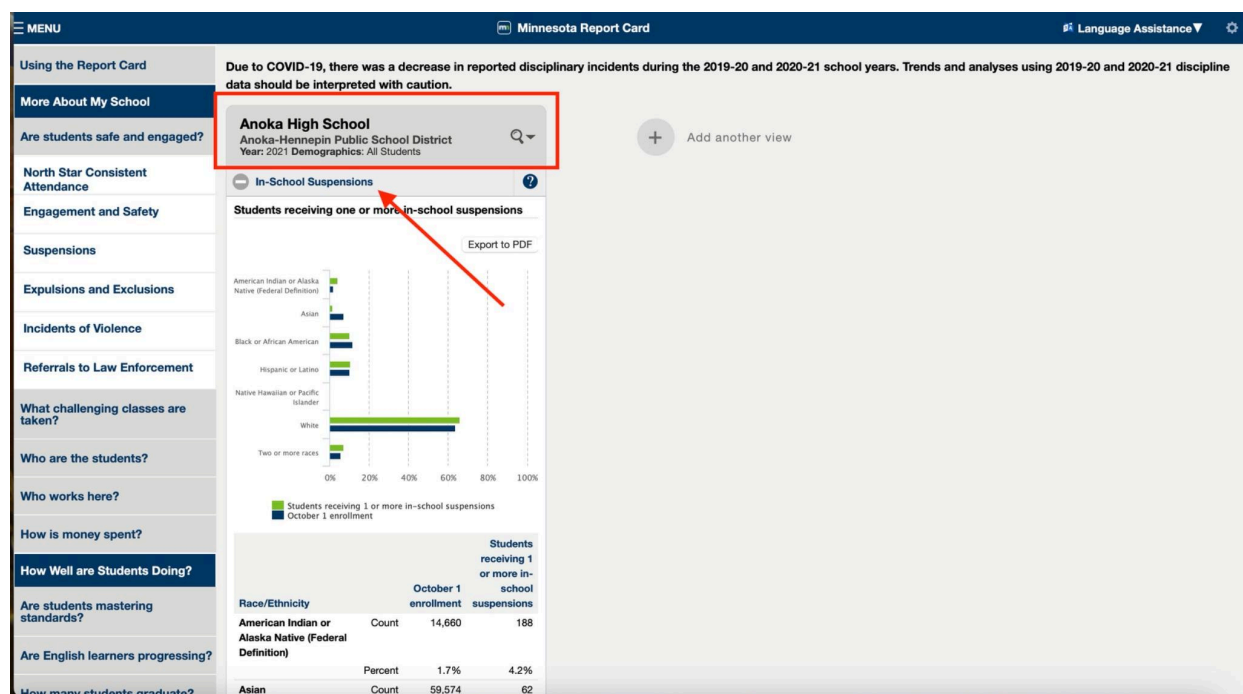 MENU
Minnesota Report Card
Language Assistance▼
Using the Report Card
More About My School
Are students safe and engaged?
North Star Consistent
Attendance
Engagement and Safety
Suspensions
Expulsions and Exclusions
Incidents of Violence
Referrals to Law Enforcement
What challenging classes are
taken?
Who are the students?
Who works here?
How is money spent?
How Well are Students Doing?
Are students mastering
standards?
Are English learners progressing?
How many students graduate?
Due to COVID-19, there was a decrease in reported disciplinary incidents during the 2019-20 and 2020-21 school years. Trends and analyses using 2019-20 and 2020-21 discipline
data should be interpreted with caution.
Anoka High School
Anoka-Hennepin Public School District
Year: 2021 Demographics: All Students
+ Add another view
In-School Suspensions ?
Students receiving one or more in-school suspensions
Export to PDF
American Indian or Alaska
Native (Federal Definition)
Asian
Black or African American
Hispanic or Latino
Native Hawaiian or Pacific
Islander
White
Two or more races
0% 20% 40% 60% 80% 100%
Students receiving 1 or more in-school suspensions
October 1 enrollment
Students
receiving 1
or more in-
October 1 school
Race/Ethnicity enrollment suspensions
American Indian or Count 14,660 188
Alaska Native (Federal
Definition)
Percent 1.7% 4.2%
Asian Count 59,574 62